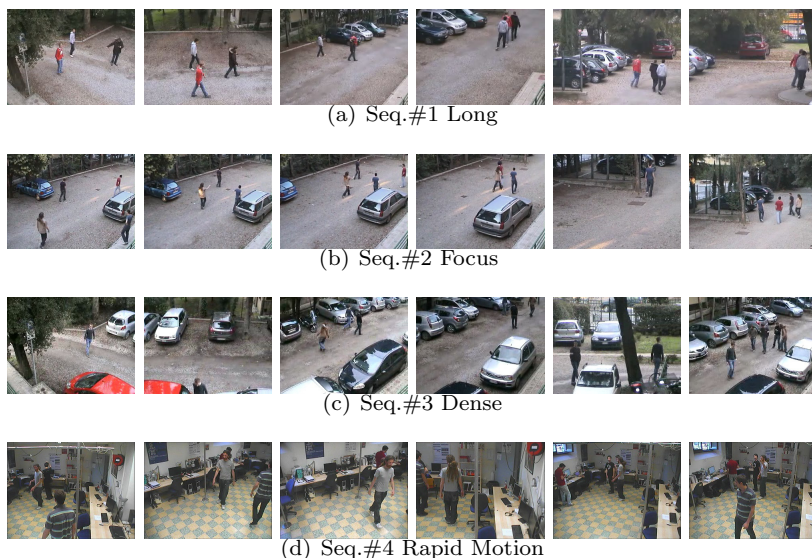 (a) Seq.#1 Long
(b) Seq.#2 Focus
(c) Seq.#3 Dense
(d) Seq.#4 Rapid Motion